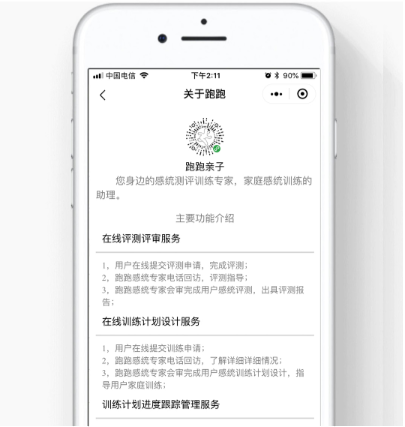 中国电信
下午2:11
90%
关于跑跑
跑跑亲子
您身边的感统测评训练专家，家庭感统训练的
助理。
主要功能介绍
在线评测评审服务
1，用户在线提交评测申请，完成评测；
2，跑跑感统专家电话回访，评测指导；
3，跑跑感统专家会审完成用户感统评测，出具评测报
告；
在线训练计划设计服务
1，用户在线提交训练申请；
2，跑跑感统专家电话回访，了解详细详细情况；
3，跑跑感统专家会审完成用户感统训练计划设计，指
导用户家庭训练；
训练计划进度跟踪管理服务